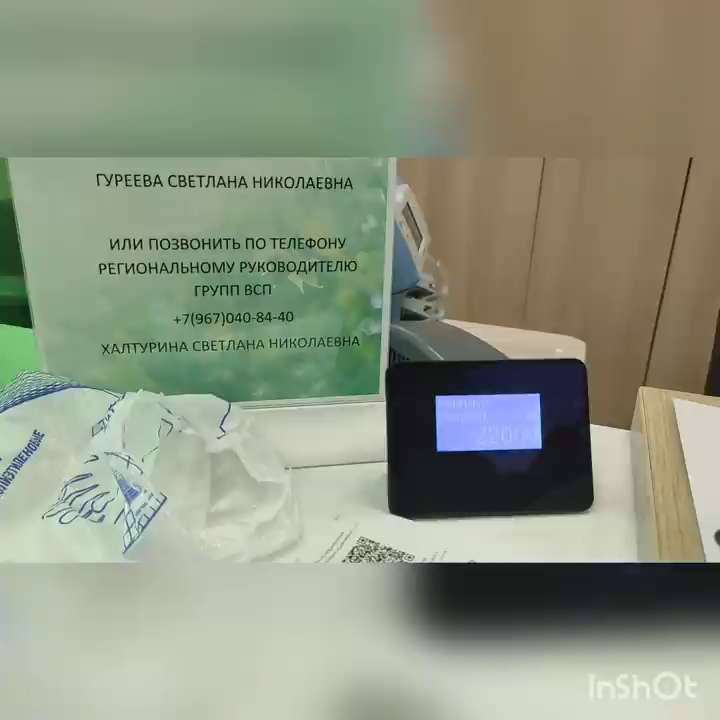 ГУРЕЕВА СВЕТЛАНА НИКОЛАЕВНА
ИЛИ ПОЗВОНИТЬ ПО ТЕЛЕФОНУ
РЕГИОНАЛЬНОМУ РУКОВОДИТЕЛЮ
ГРУПП ВСП
+7(967)040-84-40
ХАЛТУРИНА СВЕТЛАНА НИКОЛАЕВНА
InShOt